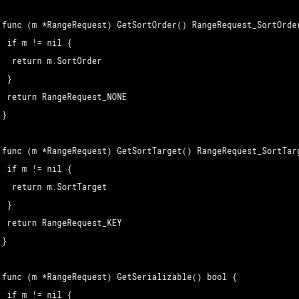 func (m *RangeRequest) GetSortOrder() RangeRequest_SortOrder
if m != nil {
return m.SortOrder
}
return RangeRequest_NONE
}
func (m *RangeRequest) GetSortTarget() RangeRequest_SortTarg
if m != nil {
return m.SortTarget
}
return RangeRequest_KEY
}
func (m *RangeRequest) GetSerializable() bool {
if m != nil {